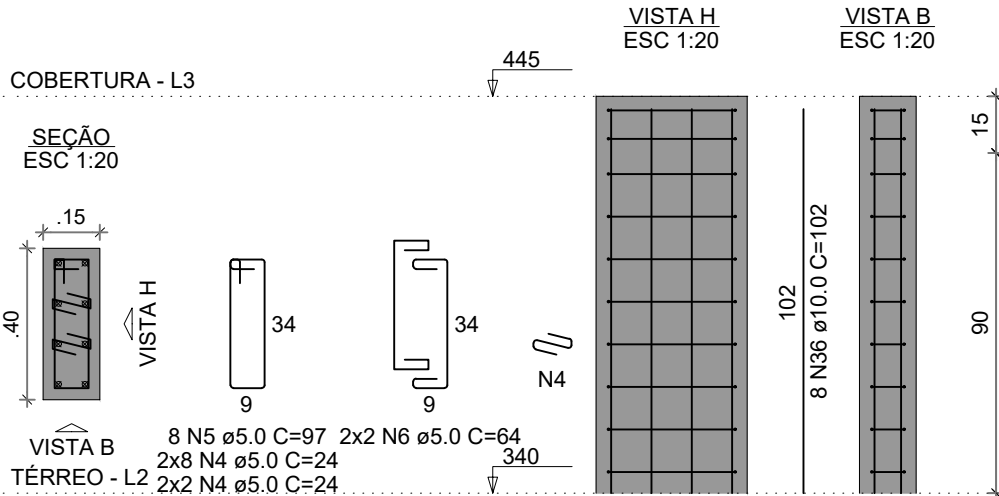 VISTA H
ESC 1:20
VISTA B
ESC 1:20
COBERTURA - L3
445
SEÇÃO
ESC 1:20
.15
.40
VISTA H
VISTA B
34
9
8 N5 ø5.0 C=97
2x8 N4 ø5.0 C=24
2x2 N4 ø5.0 C=24
34
9
2x2 N6 ø5.0 C=64
N4
102
8 N36 ø10.0 C=102
15
90
TÉRREO - L2
340